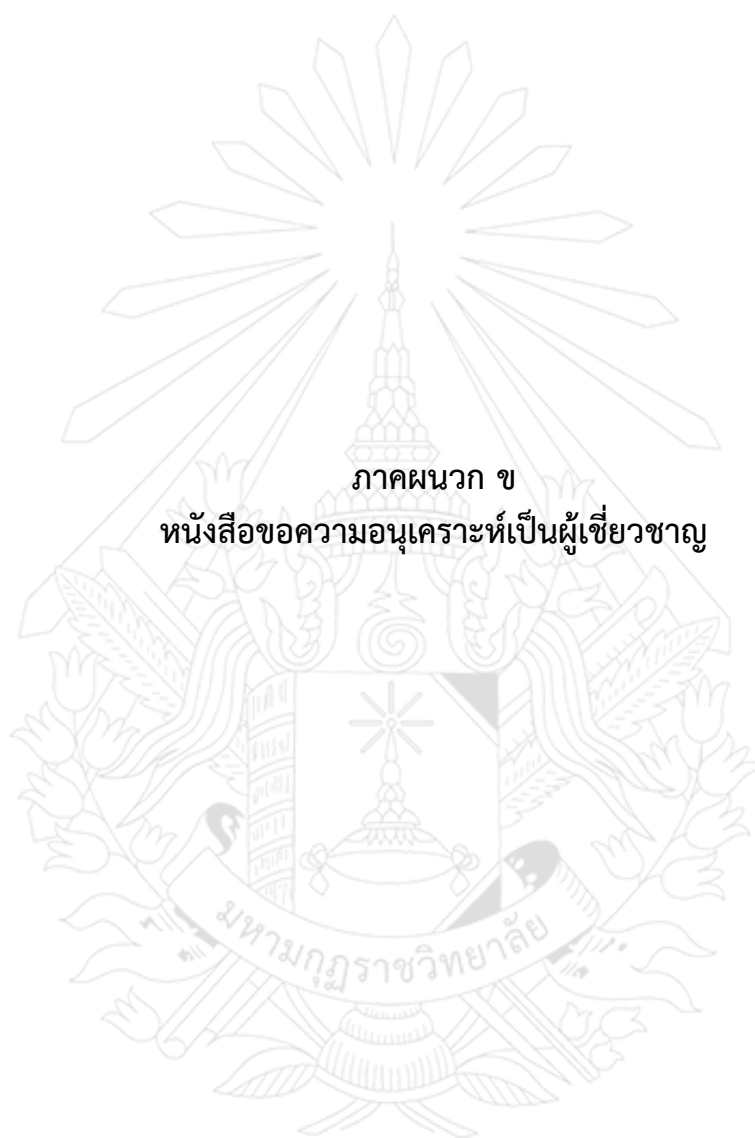 ภาคผนวก ข
หนังสือขอความอนุเคราะห์เป็นผู้เชี่ยวชาญ
มหามกุฏราชวิทยาลัย